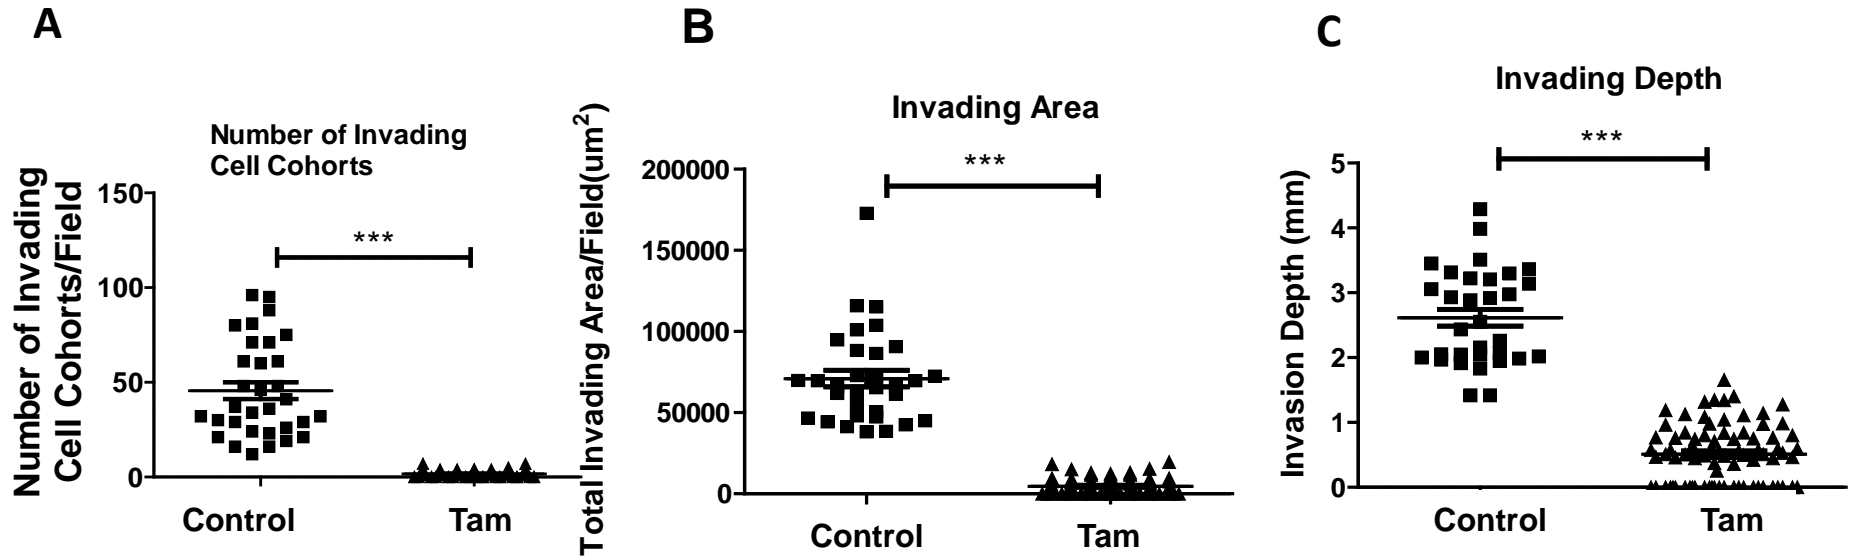 A
Number of Invading
Cell Cohorts
Number of Invading
Cell Cohorts/Field
150
100
50
0
***
Control
Tam
B
Invading Area
Total Invading Area/Field(um²)
200000
150000
100000
50000
0
***
Control
Tam
C
Invading Depth
Invasion Depth (mm)
5
4
3
2
1
0
***
Control
Tam